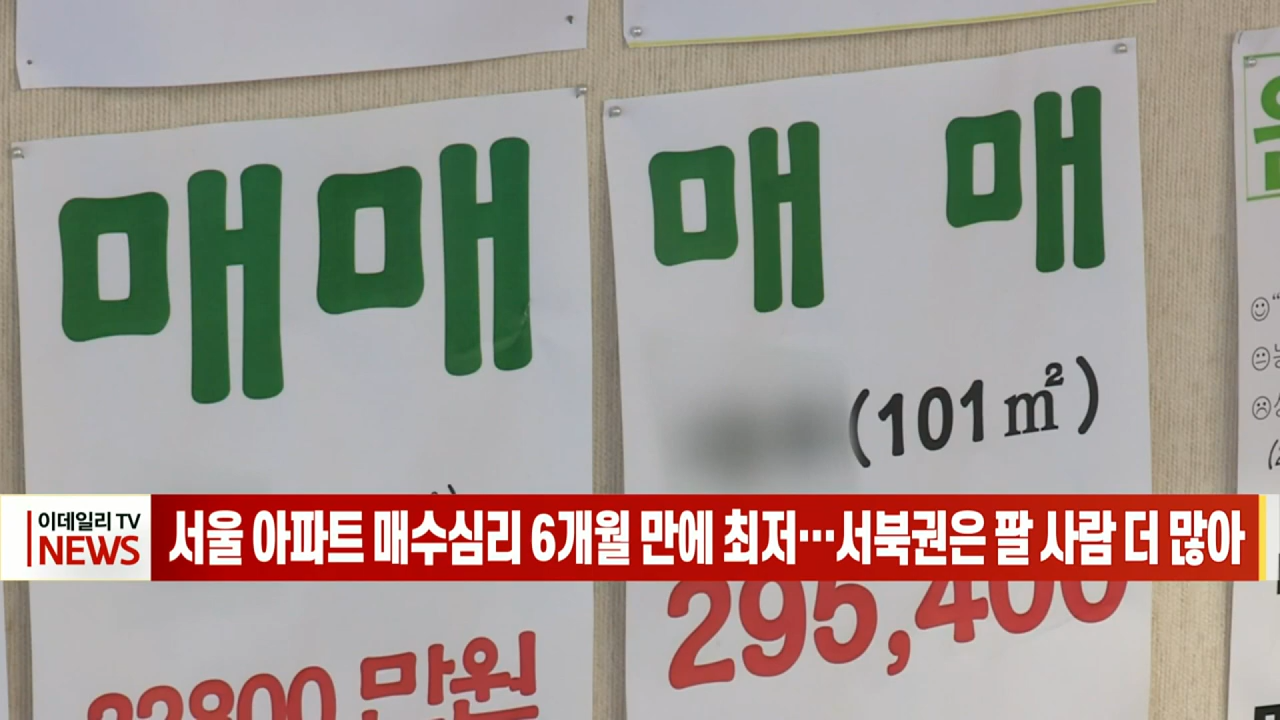 매매
매 매
(101㎡)
이데일리 TV
NEWS
서울 아파트 매수심리 6개월 만에 최저…서북권은 팔 사람 더 많아
295,400
만원